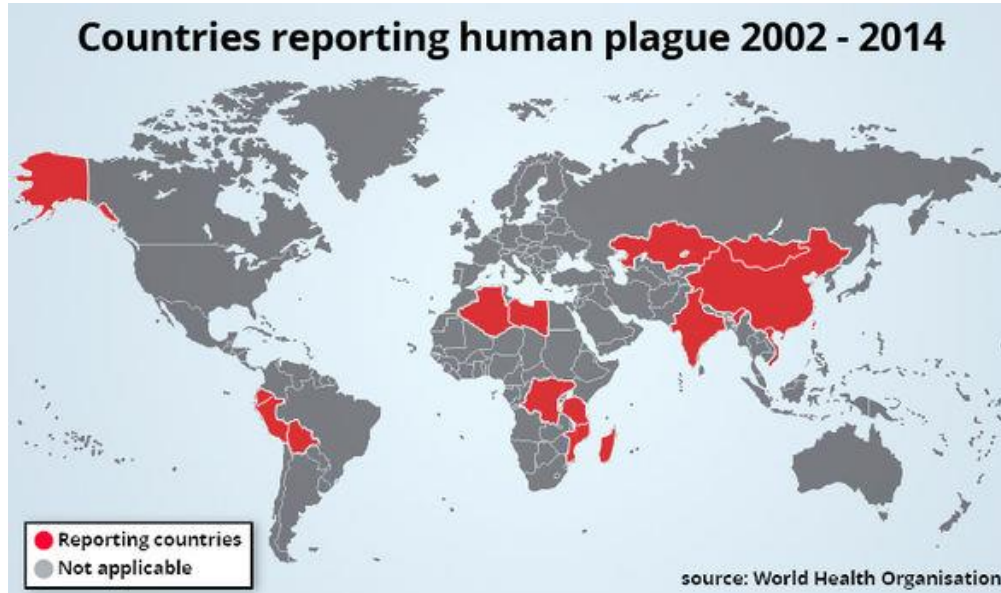 Countries reporting human plague 2002 - 2014
Reporting countries
Not applicable
source: World Health Organisation